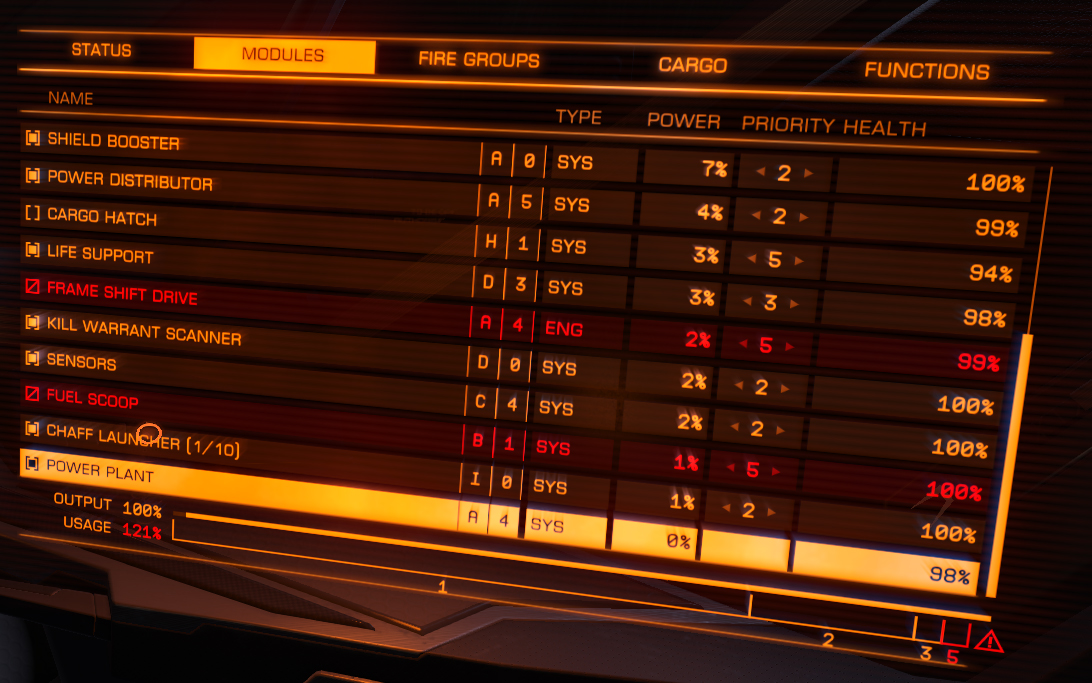 STATUS MODULES FIRE GROUPS CARGO FUNCTIONS
NAME TYPE POWER PRIORITY HEALTH
SHIELD BOOSTER A 0 SYS 7% 2 100%
POWER DISTRIBUTOR A 5 SYS 4% 2 99%
CARGO HATCH H 1 SYS 3% 5 94%
LIFE SUPPORT D 3 SYS 3% 3 98%
FRAME SHIFT DRIVE A 4 ENG 2% 5 99%
KILL WARRANT SCANNER D 0 SYS 2% 2 100%
SENSORS C 4 SYS 2% 2 100%
FUEL SCOOP B 1 SYS 1% 5 100%
CHAFF LAUNCHER (1/10) I 0 SYS 1% 2 100%
POWER PLANT A 4 SYS 0% 98%
OUTPUT 100%
USAGE 121%
1 2 3 5